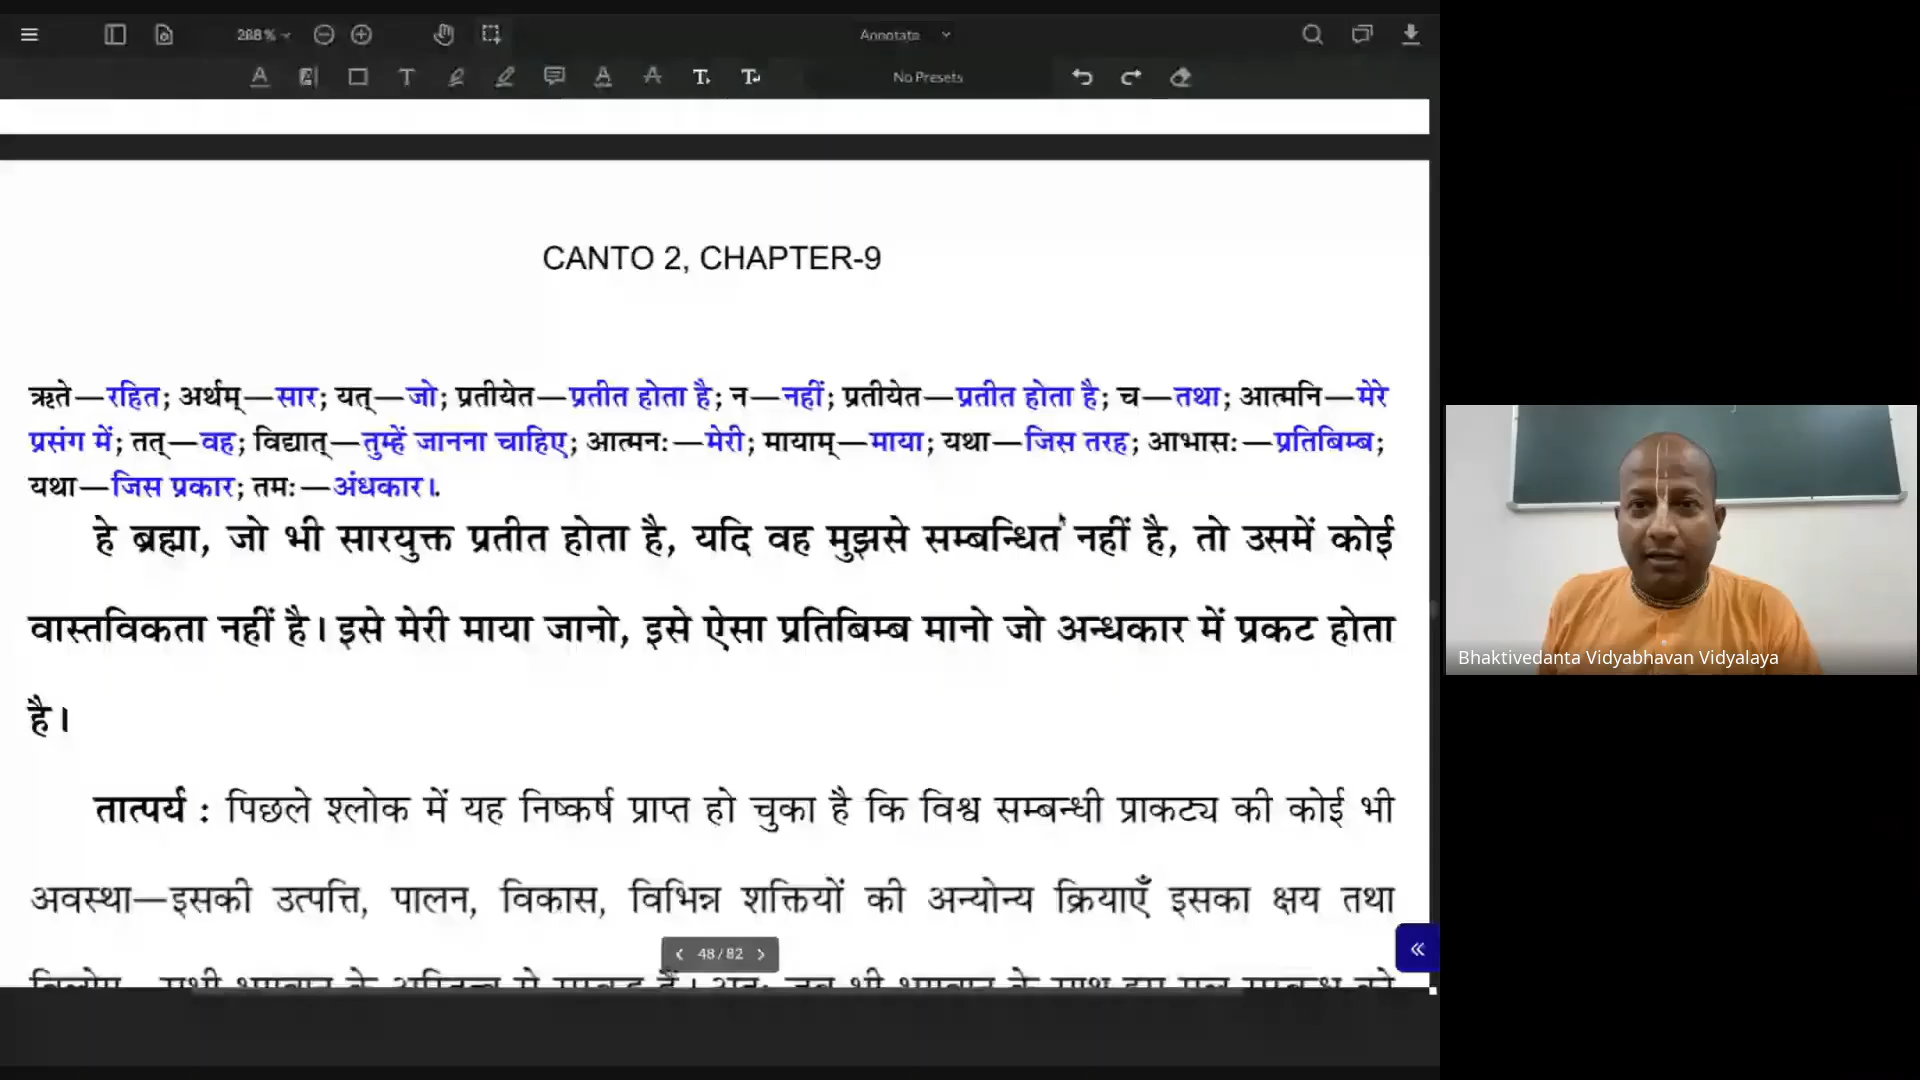 288%
Annotate
No Presets
CANTO 2, CHAPTER-9
ऋते—रहित; अर्थम्—सार; यत्—जो; प्रतीयेत—प्रतीत होता है; न—नहीं; प्रतीयेत—प्रतीत होता है; च—तथा; आत्मनि—मेरे
प्रसंग में; तत्—वह; विद्यात्—तुम्हें जानना चाहिए; आत्मनः—मेरी; मायाम्—माया; यथा—जिस तरह; आभासः—प्रतिबिम्ब;
यथा—जिस प्रकार; तमः—अंधकार।.
हे ब्रह्मा, जो भी सारयुक्त प्रतीत होता है, यदि वह मुझसे सम्बन्धित नहीं है, तो उसमें कोई
वास्तविकता नहीं है। इसे मेरी माया जानो, इसे ऐसा प्रतिबिम्ब मानो जो अन्धकार में प्रकट होता
है।
तात्पर्य : पिछले श्लोक में यह निष्कर्ष प्राप्त हो चुका है कि विश्व सम्बन्धी प्राकट्य की कोई भी
अवस्था—इसकी उत्पत्ति, पालन, विकास, विभिन्न शक्तियों की अन्योन्य क्रियाएँ इसका क्षय तथा
48/82
Bhaktivedanta Vidyabhavan Vidyalaya